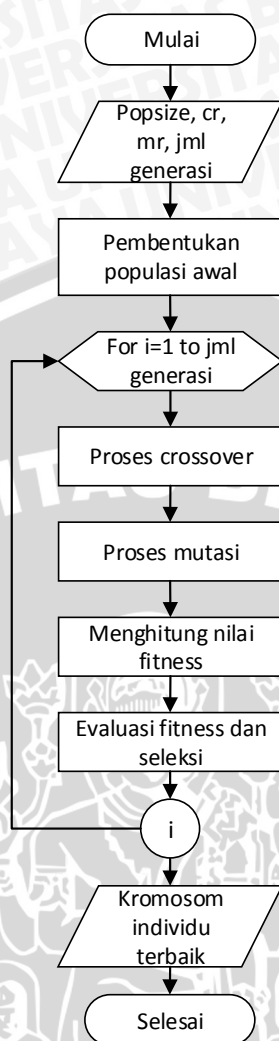 Mulai
Popsize, cr,
mr, jml
generasi
Pembentukan
populasi awal
For i=1 to jml
generasi
Proses crossover
Proses mutasi
Menghitung nilai
fitness
Evaluasi fitness dan
seleksi
i
Kromosom
individu
terbaik
Selesai